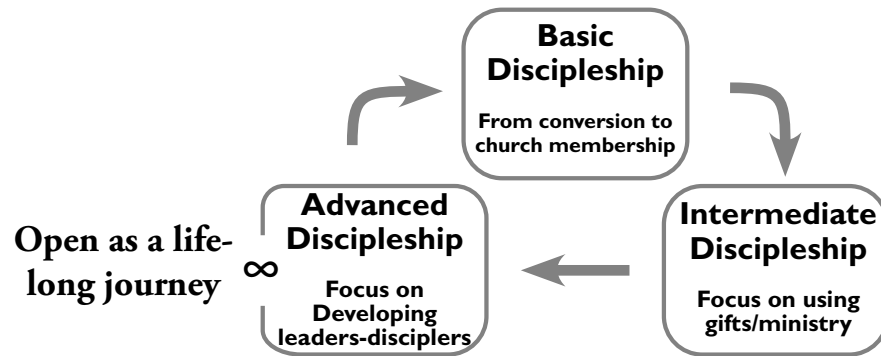 Basic
Discipleship
From conversion to
church membership
Intermediate
Discipleship
Focus on using
gifts/ministry
Advanced
Discipleship
Focus on
Developing
leaders-disciplers
∞
Open as a life-
long journey